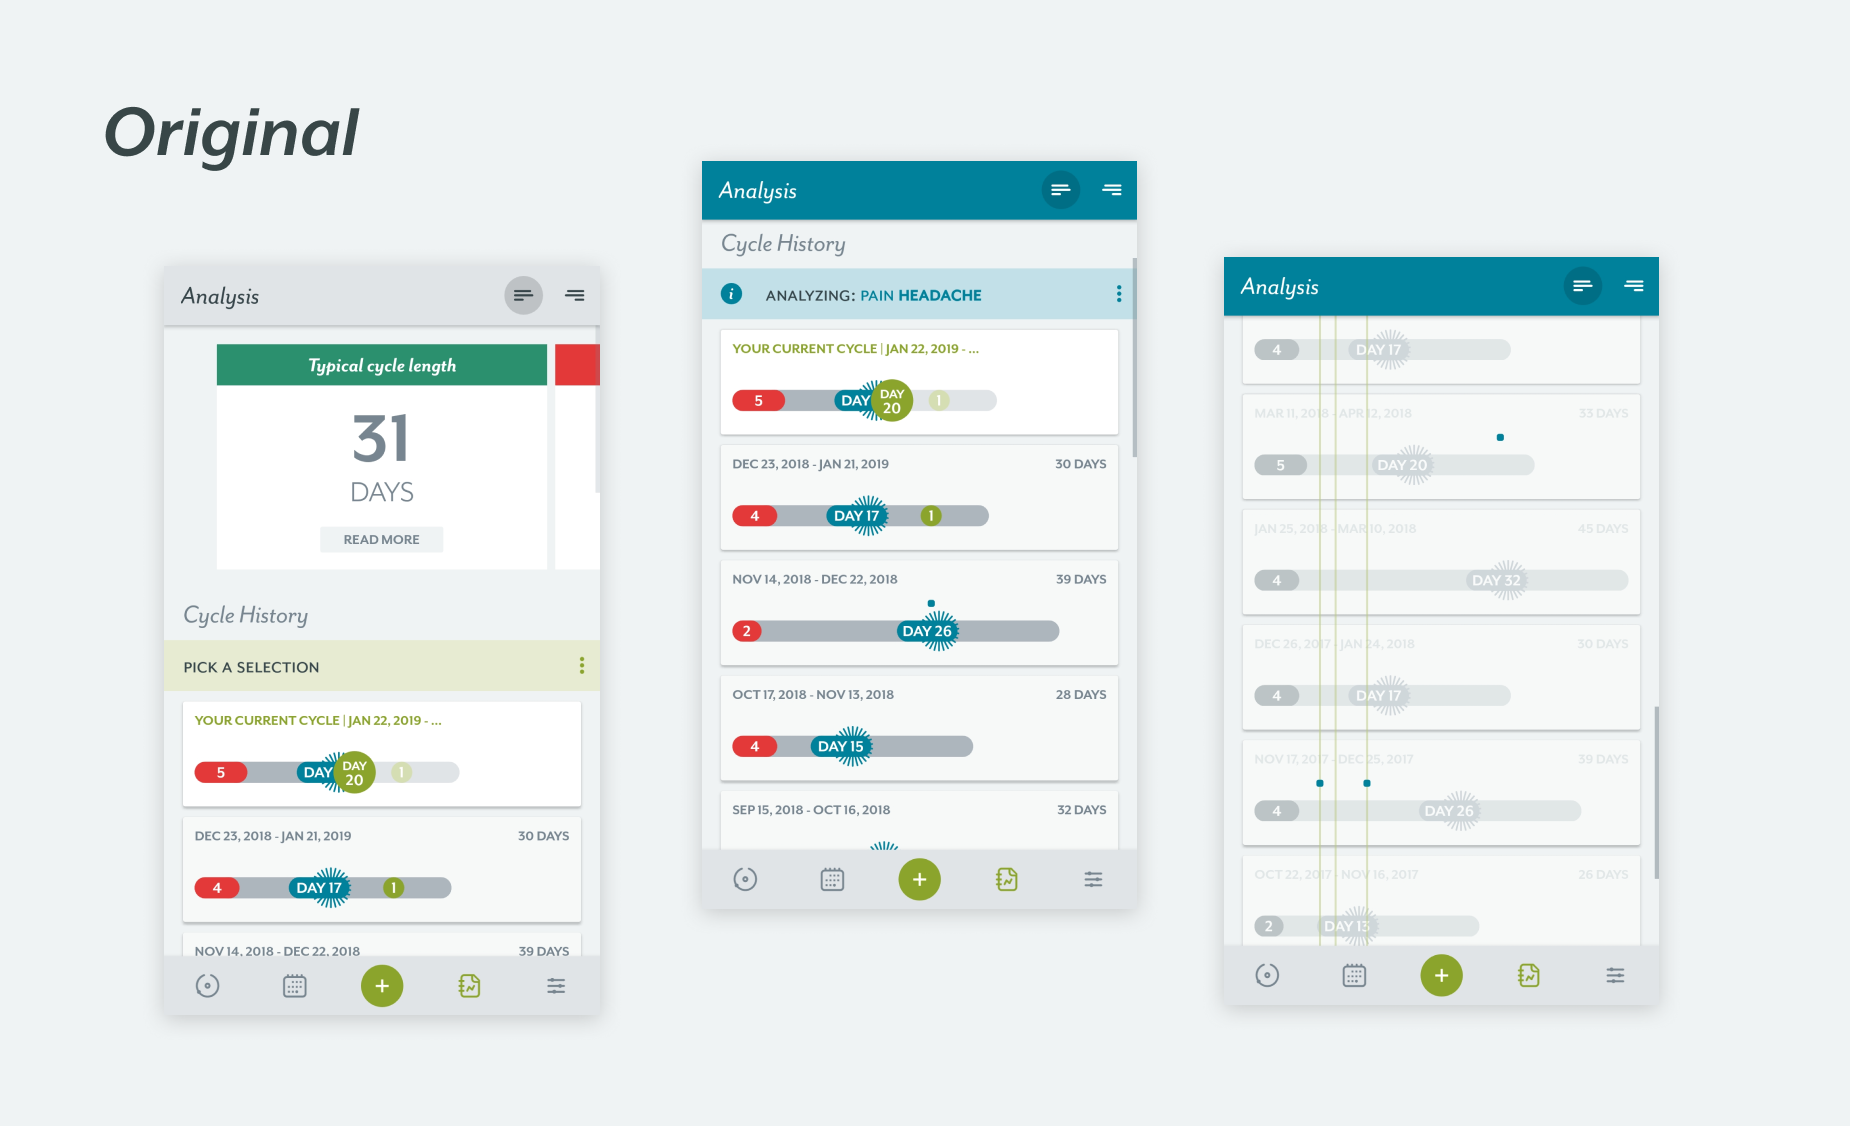 Original
Analysis
Typical cycle length
31
DAYS
READ MORE
Cycle History
PICK A SELECTION
YOUR CURRENT CYCLE | JAN 22, 2019 - ...
5 DAY DAY 20 1
DEC 23, 2018 - JAN 21, 2019 30 DAYS
4 DAY 17 1
NOV 14, 2018 - DEC 22, 2018 39 DAYS
+
Analysis
Cycle History
i ANALYZING: PAIN HEADACHE
YOUR CURRENT CYCLE | JAN 22, 2019 - ...
5 DAY DAY 20 1
DEC 23, 2018 - JAN 21, 2019 30 DAYS
4 DAY 17 1
NOV 14, 2018 - DEC 22, 2018 39 DAYS
2 DAY 26
OCT 17, 2018 - NOV 13, 2018 28 DAYS
4 DAY 15
SEP 15, 2018 - OCT 16, 2018 32 DAYS
+
Analysis
4 DAY 17
MAR 11, 2018 - APR 12, 2018 33 DAYS
5 DAY 20
JAN 25, 2018 - MAR 10, 2018 45 DAYS
4 DAY 32
DEC 26, 2017 - JAN 24, 2018 30 DAYS
4 DAY 17
NOV 17, 2017 - DEC 25, 2017 39 DAYS
4 DAY 26
OCT 22, 2017 - NOV 16, 2017 26 DAYS
2 DAY 13
+